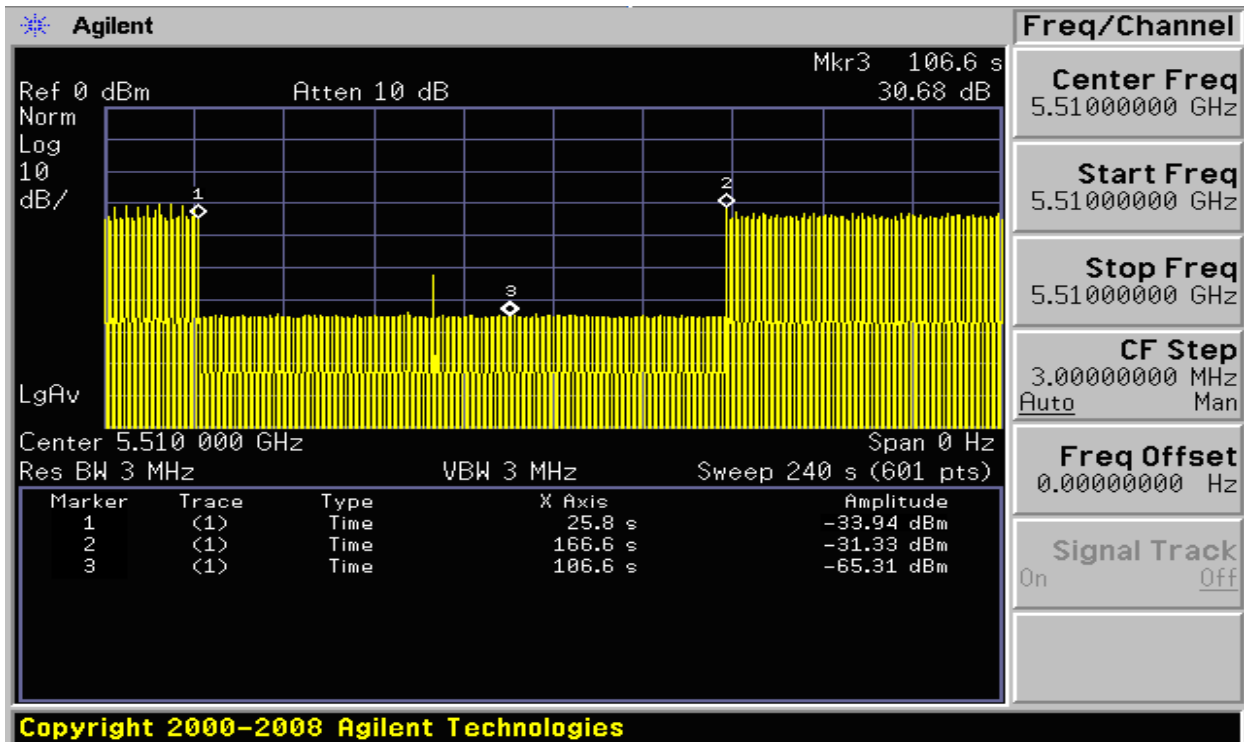 Agilent
Freq/Channel
Mkr3 106.6 s
Ref 0 dBm Atten 10 dB 30.68 dB
Norm
Log
10
dB/
1
2
3
LgAv
Center 5.510 000 GHz Span 0 Hz
Res BW 3 MHz VBW 3 MHz Sweep 240 s (601 pts)
Marker Trace Type X Axis Amplitude
1 (1) Time 25.8 s -33.94 dBm
2 (1) Time 166.6 s -31.33 dBm
3 (1) Time 106.6 s -65.31 dBm
Center Freq
5.51000000 GHz
Start Freq
5.51000000 GHz
Stop Freq
5.51000000 GHz
CF Step
3.00000000 MHz
Auto Man
Freq Offset
0.00000000 Hz
Signal Track
On Off
Copyright 2000-2008 Agilent Technologies